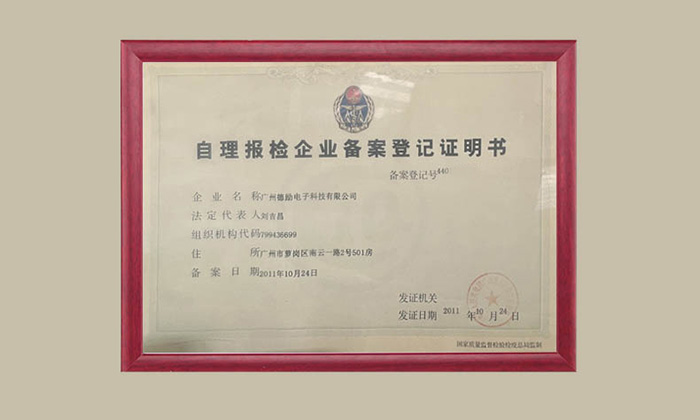 自理报检企业备案登记证明书
备案登记号440
企业名称广州德励电子科技有限公司
法定代表人刘吉昌
组织机构代码799436699
住所广州市萝岗区南云一路2号501房
备案日期2011年10月24日
发证机关
发证日期2011年10月24日
国家质量监督检验检疫总局监制